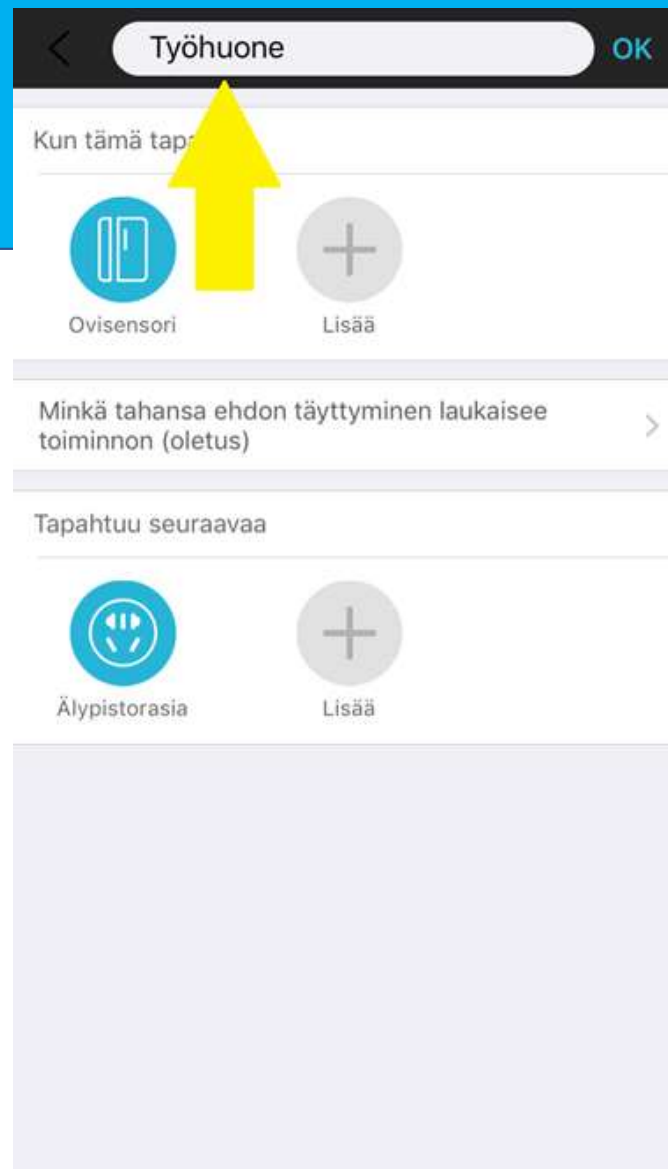 Työhuone
OK
Kun tämä
Ovisensori
Lisää
Minkä tahansa ehdon täyttyminen laukaisee
toiminnon (oletus)
Tapahtuu seuraavaa
Älypistorasia
Lisää